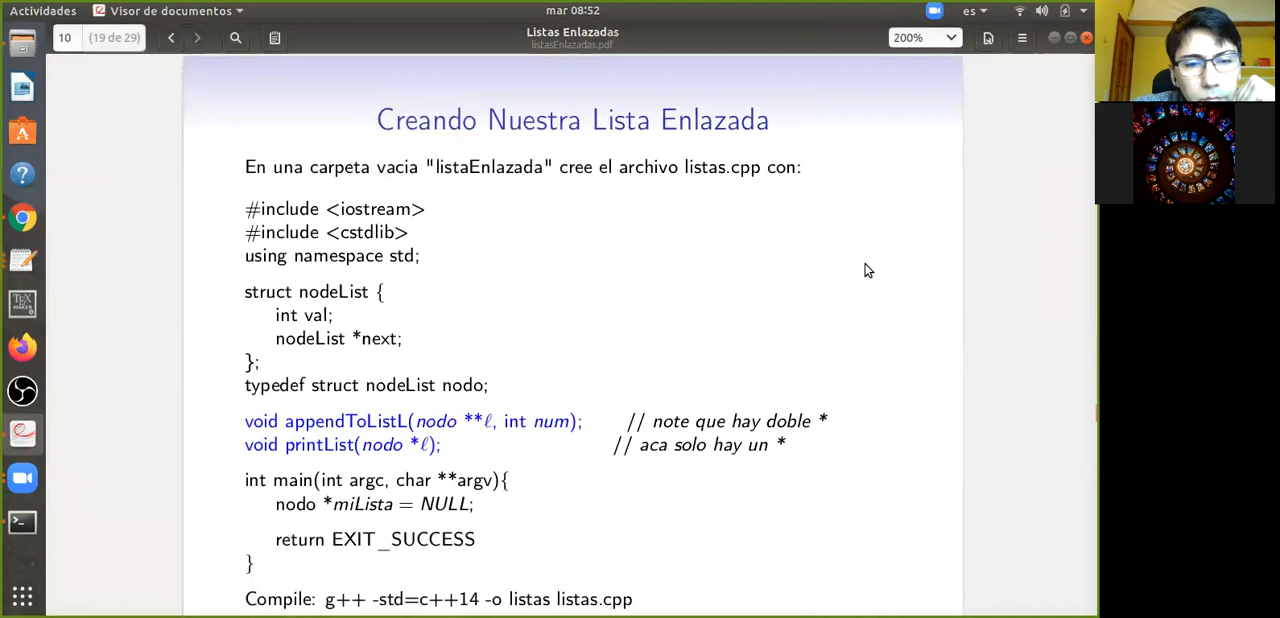 Actividades
Visor de documentos
mar 08:52
es
10
(19 de 29)
Listas Enlazadas
listasEnlazadas.pdf
200%
Creando Nuestra Lista Enlazada
En una carpeta vacia "listaEnlazada" cree el archivo listas.cpp con:
#include <iostream>
#include <cstdlib>
using namespace std;
struct nodeList {
int val;
nodeList *next;
};
typedef struct nodeList nodo;
void appendToListL(nodo **ℓ, int num); // note que hay doble *
void printList(nodo *ℓ); // aca solo hay un *
int main(int argc, char **argv){
nodo *miLista = NULL;
return EXIT_SUCCESS
}
Compile: g++ -std=c++14 -o listas listas.cpp